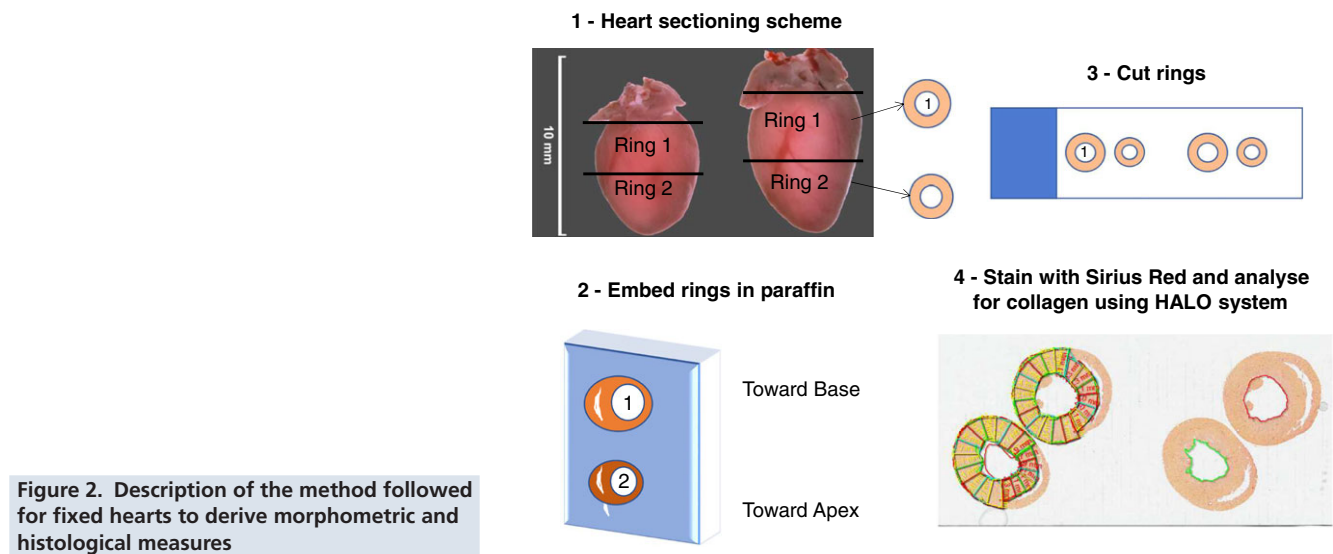 1 - Heart sectioning scheme
10 mm
Ring 1
Ring 2
Ring 1
Ring 2
1
3 - Cut rings
1
2 - Embed rings in paraffin
1
2
Toward Base
Toward Apex
4 - Stain with Sirius Red and analyse
for collagen using HALO system
Figure 2. Description of the method followed
for fixed hearts to derive morphometric and
histological measures